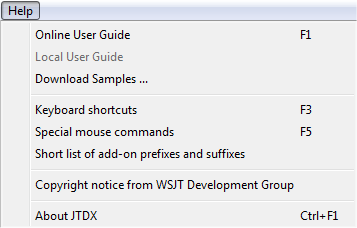 Help
Online User Guide F1
Local User Guide
Download Samples ...
Keyboard shortcuts F3
Special mouse commands F5
Short list of add-on prefixes and suffixes
Copyright notice from WSJT Development Group
About JTDX Ctrl+F1